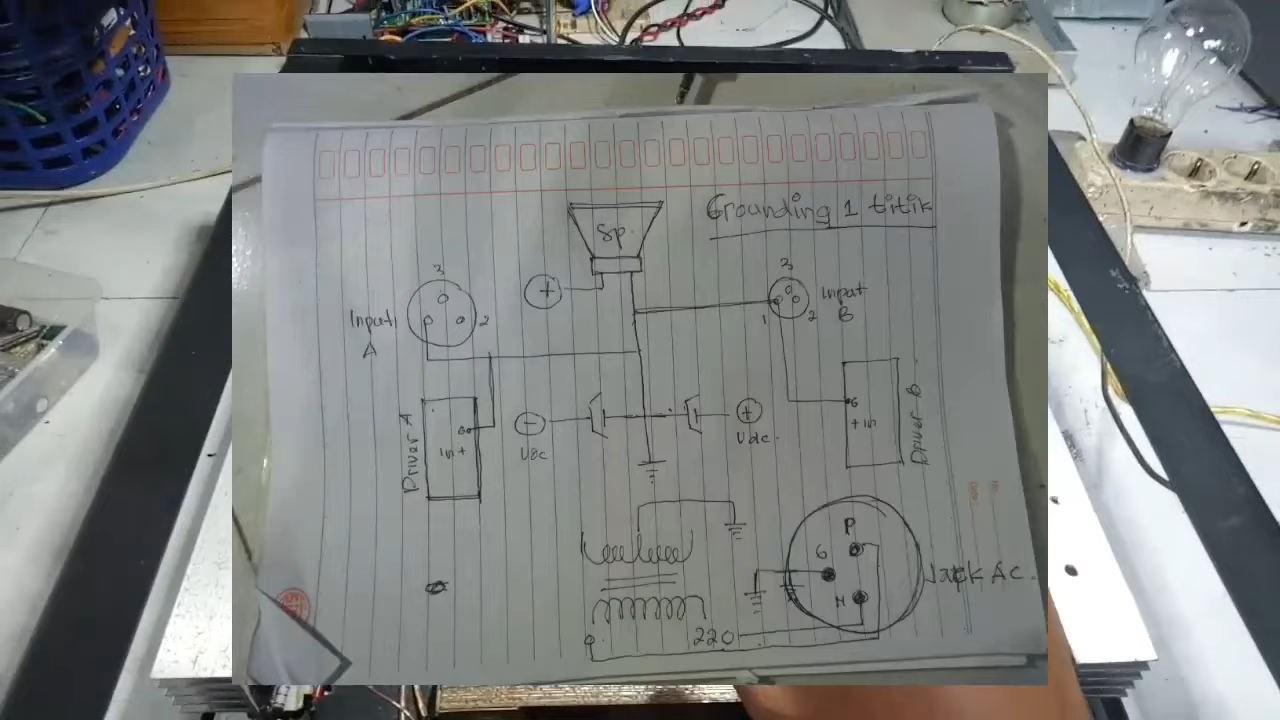 Grounding 1 titik
Sp.
+
3
1
2
Input
A
3
1
2
Input
B
Driver A
G
in +
-
Vdc
+
Vdc.
G
+ in
Driver B
P
G
N
Jack Ac.
220
0